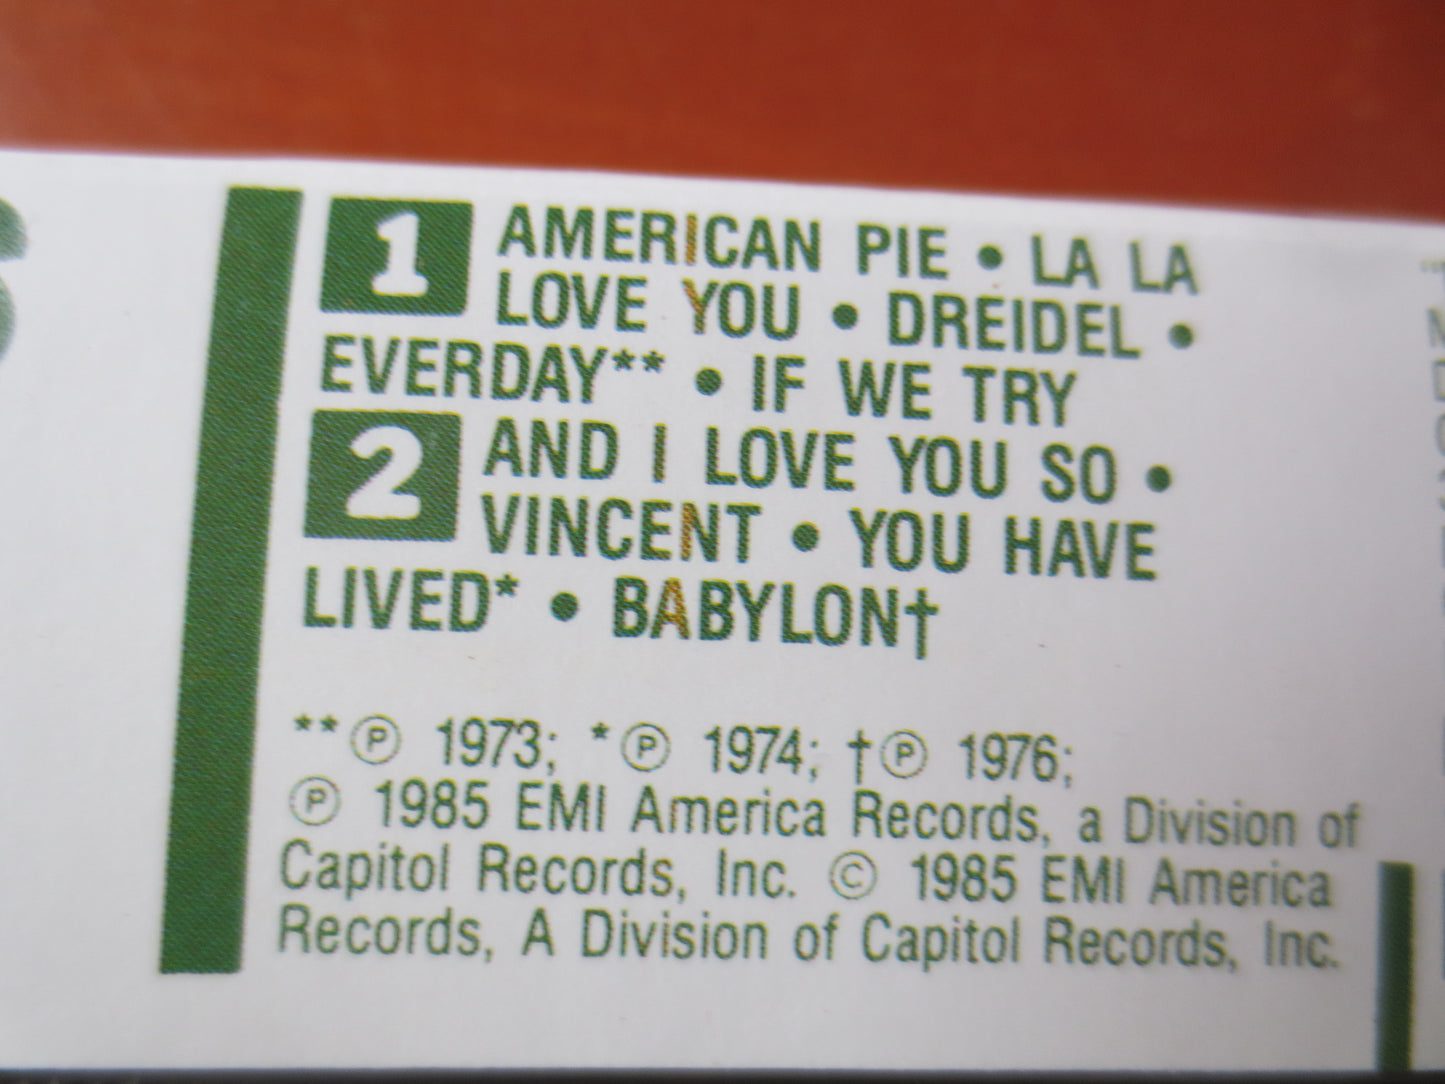 1 AMERICAN PIE • LA LA
LOVE YOU • DREIDEL •
EVERDAY** • IF WE TRY
2 AND I LOVE YOU SO •
VINCENT • YOU HAVE
LIVED* • BABYLON†
**℗ 1973; *℗ 1974; †℗ 1976;
℗ 1985 EMI America Records, a Division of
Capitol Records, Inc. © 1985 EMI America
Records, A Division of Capitol Records, Inc.